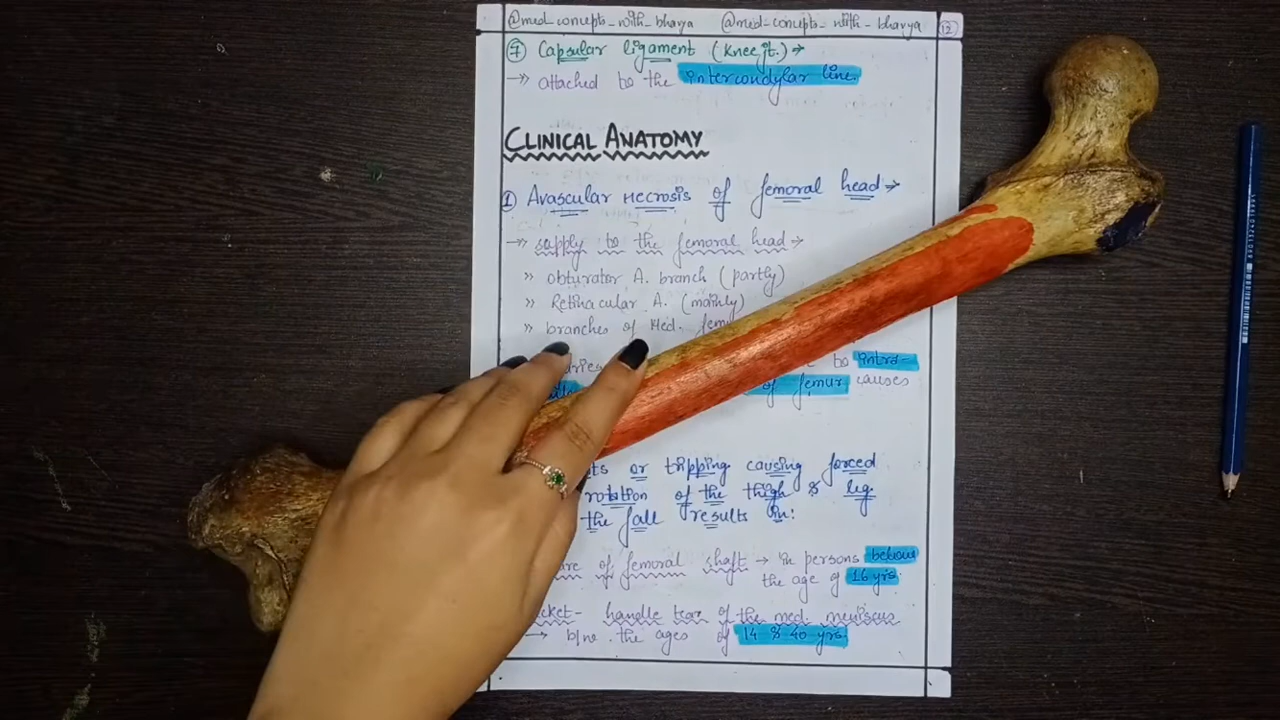 @med_concepts_with_bhavya @med_concepts_with_bhavya 12
⑦ Capsular ligament (Knee jt.) →
→ attached to the intercondylar line.
CLINICAL ANATOMY
① Avascular necrosis of femoral head →
→ supply to the femoral head →
» obturator A. branch (partly)
» Retinacular A. (mainly)
» branches of Med.
to intra-
of femur causes
or tripping causing forced
rotation of the thigh & leg
the fall results in:
of femoral shaft → in persons below
the age of 16 yrs.
handle tear of the med meniscus
→ b/w. the ages of 14 & 40 yrs.